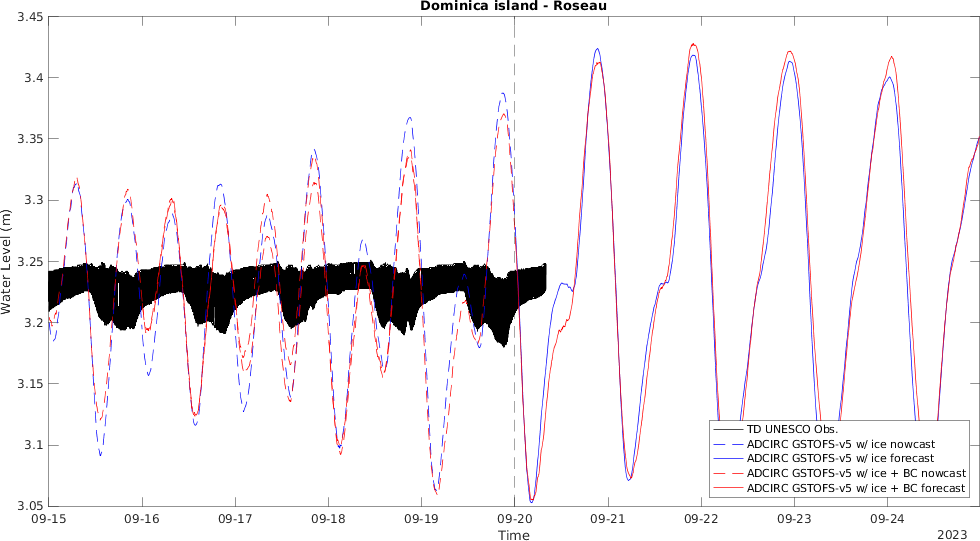 Dominica island - Roseau
3.45
3.4
3.35
3.3
3.25
3.2
3.15
3.1
3.05
Water Level (m)
09-15 09-16 09-17 09-18 09-19 09-20 09-21 09-22 09-23 09-24
Time
2023
TD UNESCO Obs.
ADCIRC GSTOFS-v5 w/ ice nowcast
ADCIRC GSTOFS-v5 w/ ice forecast
ADCIRC GSTOFS-v5 w/ ice + BC nowcast
ADCIRC GSTOFS-v5 w/ ice + BC forecast